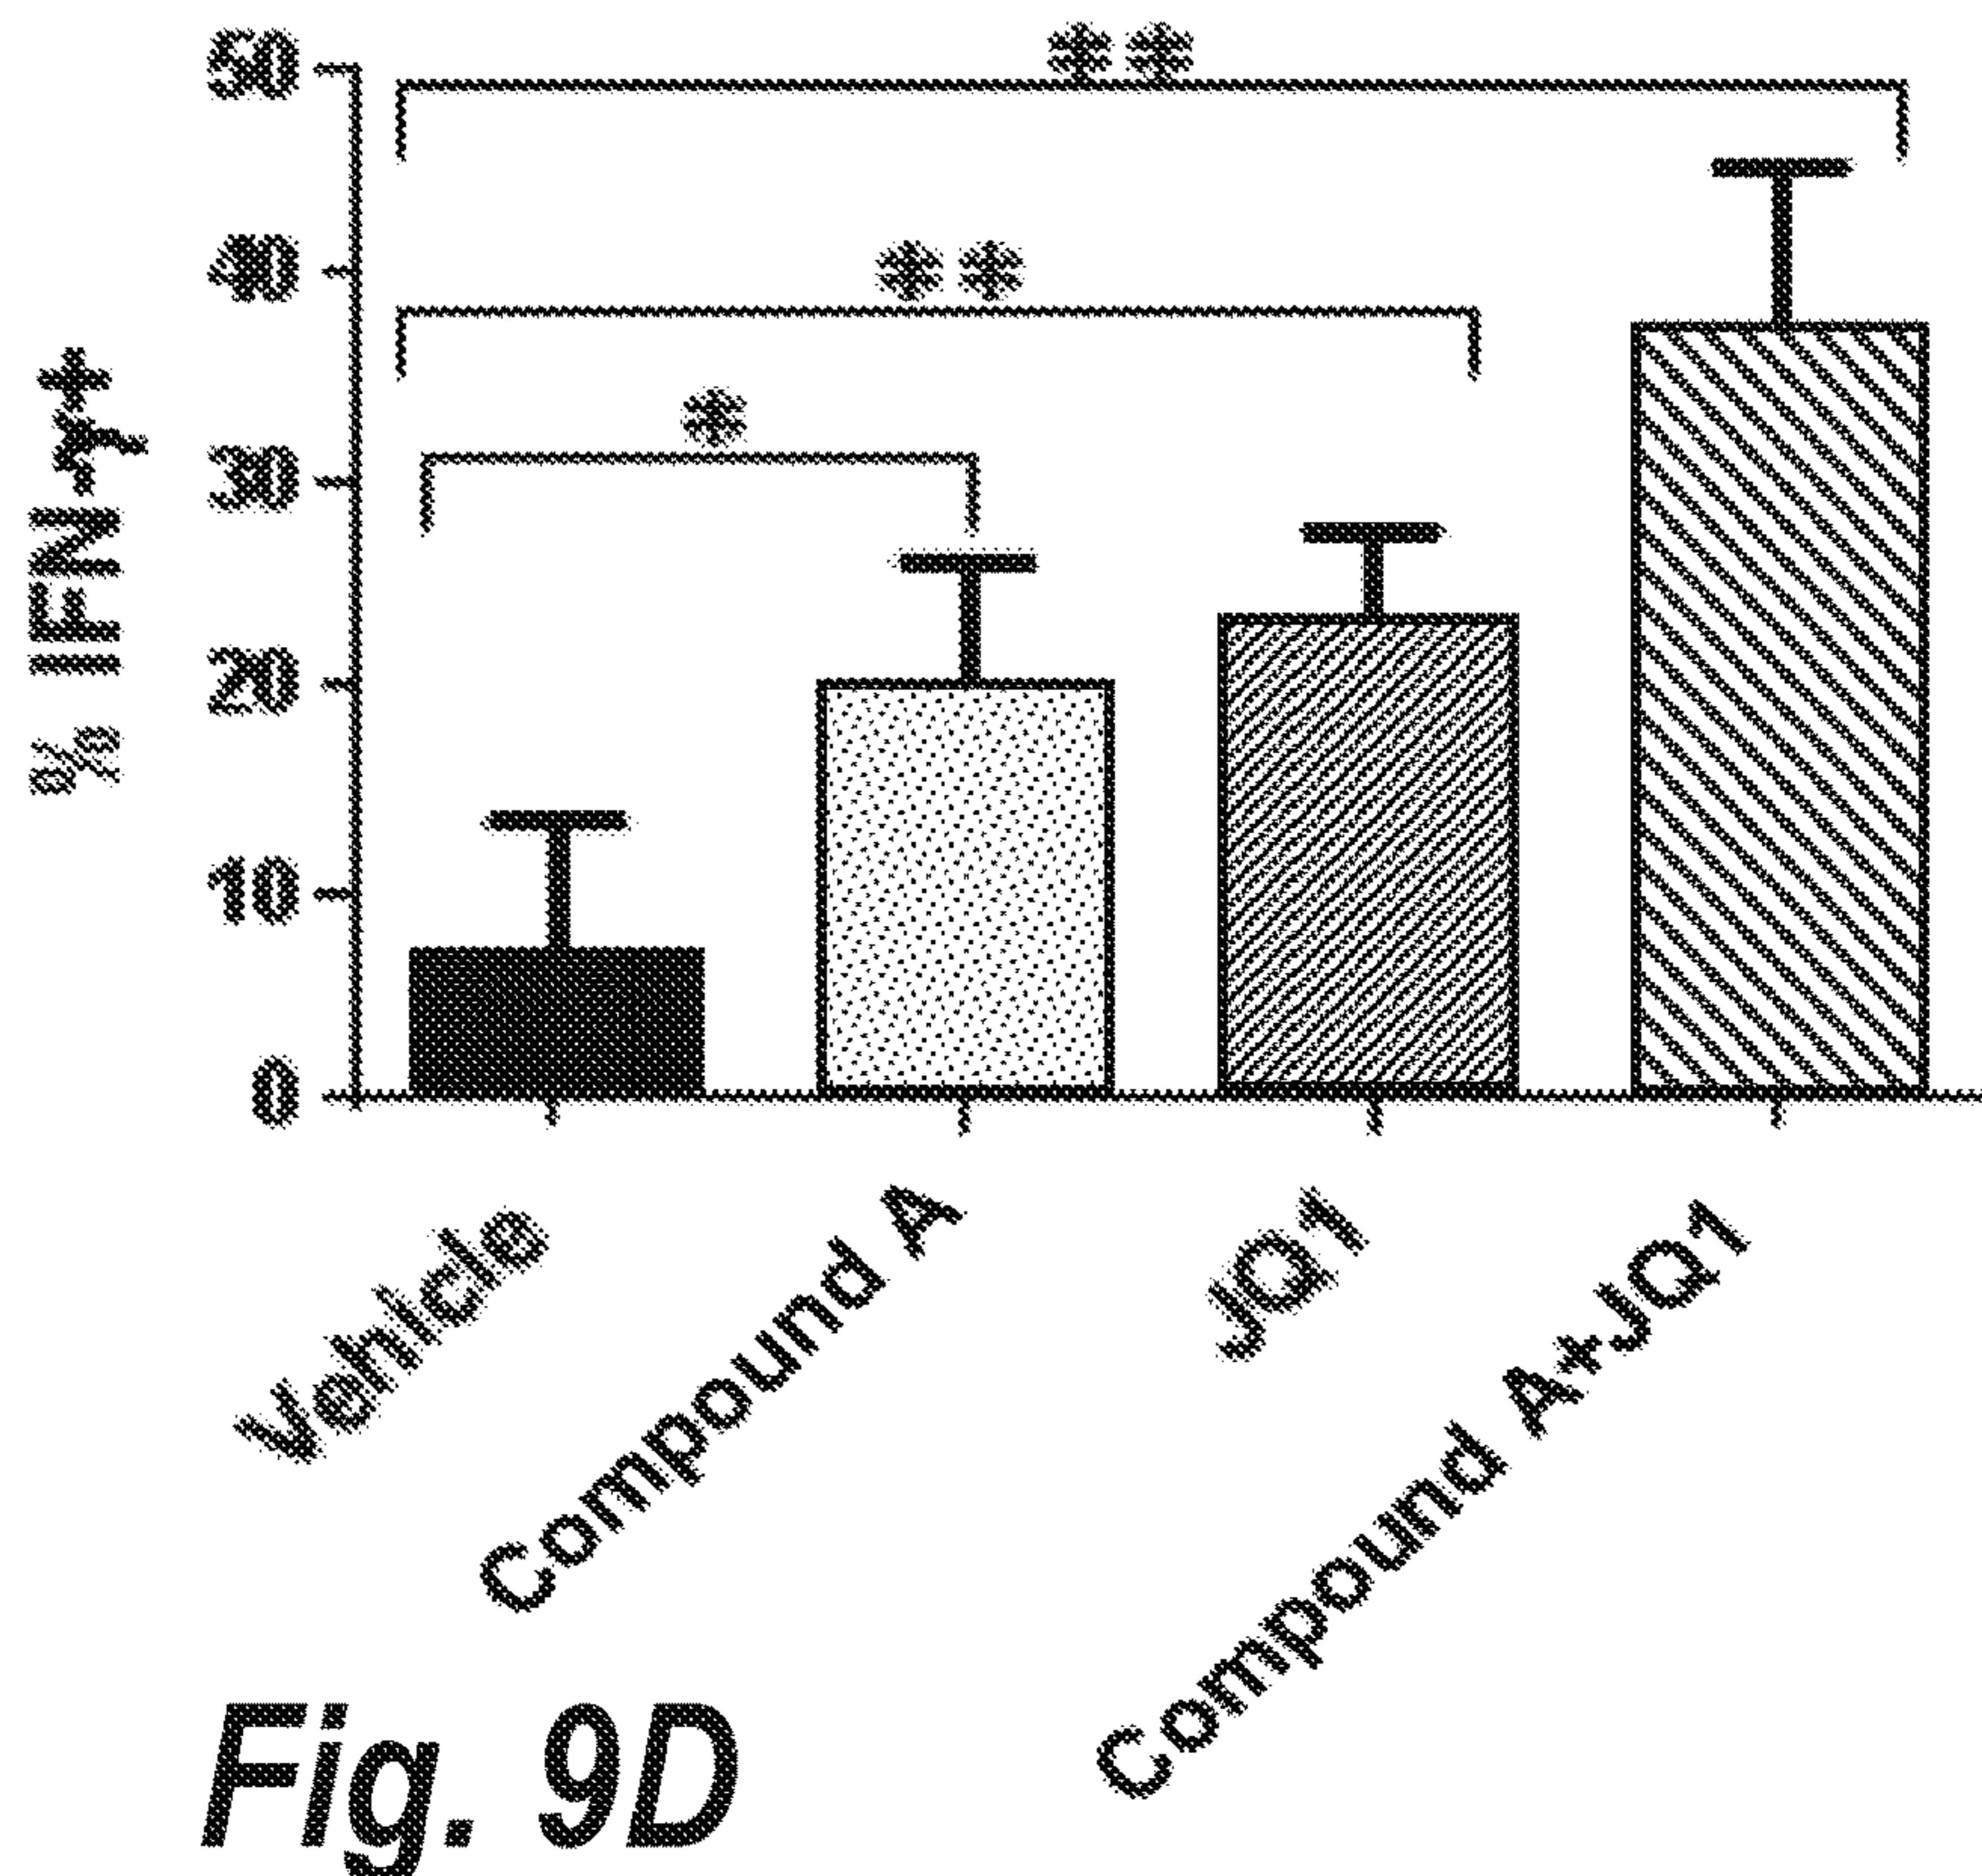 **
50
**
40
*
30
20
10
0
% IFN-γ+
Vehicle
Compound A
JQ1
Compound A+JQ1
Fig. 9D